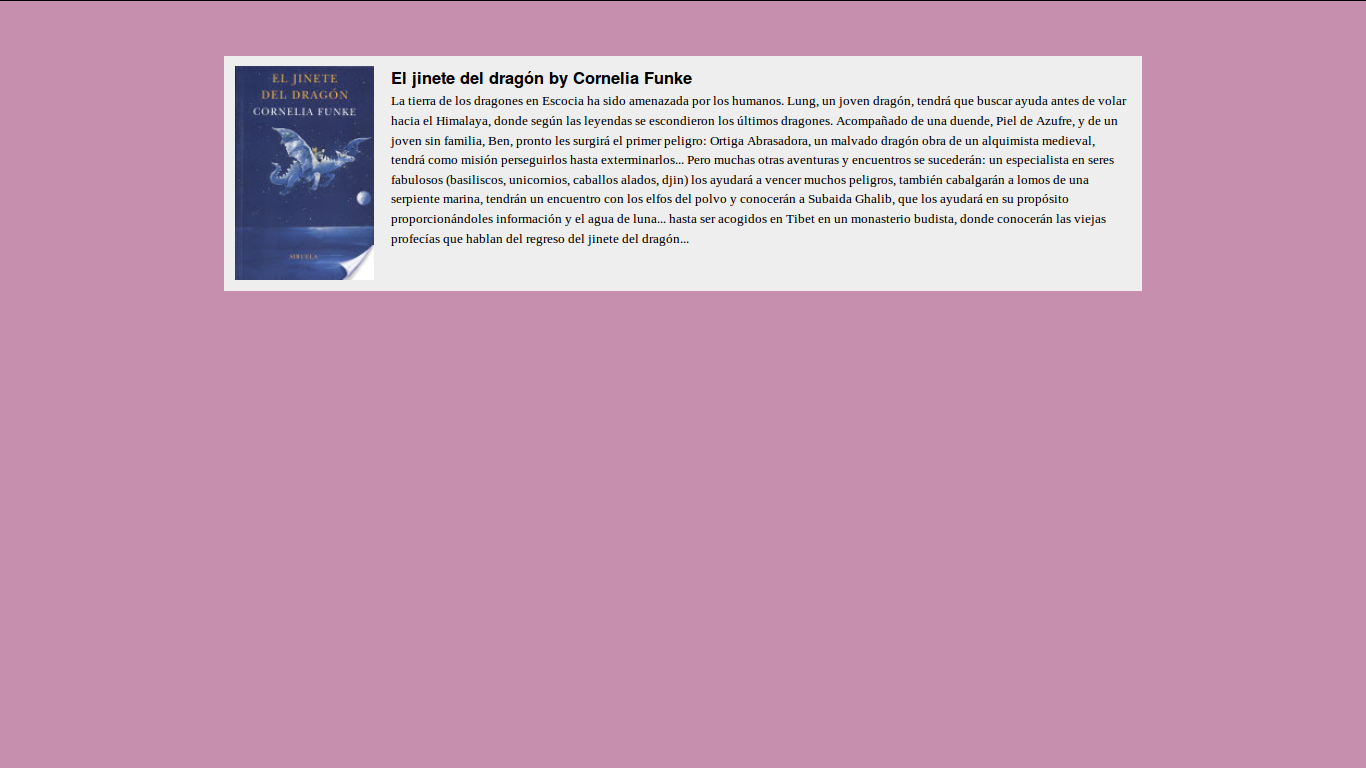 EL JINETE
DEL DRAGÓN
CORNELIA FUNKE
SIRUELA
El jinete del dragón by Cornelia Funke
La tierra de los dragones en Escocia ha sido amenazada por los humanos. Lung, un joven dragón, tendrá que buscar ayuda antes de volar
hacia el Himalaya, donde según las leyendas se escondieron los últimos dragones. Acompañado de una duende, Piel de Azufre, y de un
joven sin familia, Ben, pronto les surgirá el primer peligro: Ortiga Abrasadora, un malvado dragón obra de un alquimista medieval,
tendrá como misión perseguirlos hasta exterminarlos... Pero muchas otras aventuras y encuentros se sucederán: un especialista en seres
fabulosos (basiliscos, unicornios, caballos alados, djin) los ayudará a vencer muchos peligros, también cabalgarán a lomos de una
serpiente marina, tendrán un encuentro con los elfos del polvo y conocerán a Subaida Ghalib, que los ayudará en su propósito
proporcionándoles información y el agua de luna... hasta ser acogidos en Tibet en un monasterio budista, donde conocerán las viejas
profecías que hablan del regreso del jinete del dragón...